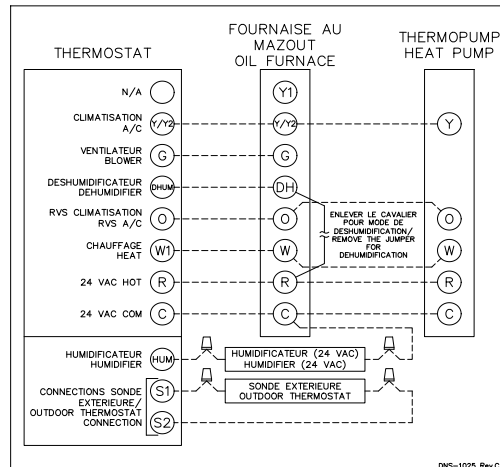 THERMOSTAT
FOURNAISE AU
MAZOUT
OIL FURNACE
THERMOPUMP
HEAT PUMP
N/A
Y1
CLIMATISATION
A/C
Y/Y2
Y/Y2
Y
VENTILATEUR
BLOWER
G
G
DESHUMIDIFICATEUR
DEHUMIDIFIER
DHUM
DH
RVS CLIMATISATION
RVS A/C
O
O
O
ENLEVER LE CAVALIER
POUR MODE DE
DESHUMIDIFICATION/
REMOVE THE JUMPER
FOR
DEHUMIDIFICATION
CHAUFFAGE
HEAT
W1
W
W
24 VAC HOT
R
R
R
24 VAC COM
C
C
C
HUMIDIFICATEUR
HUMIDIFIER
HUM
HUMIDIFICATEUR (24 VAC)
HUMIDIFIER (24 VAC)
CONNECTIONS SONDE
EXTERIEURE/
OUTDOOR THERMOSTAT
CONNECTION
S1
S2
SONDE EXTERIEURE
OUTDOOR THERMOSTAT
DNS-1025 Rev.C